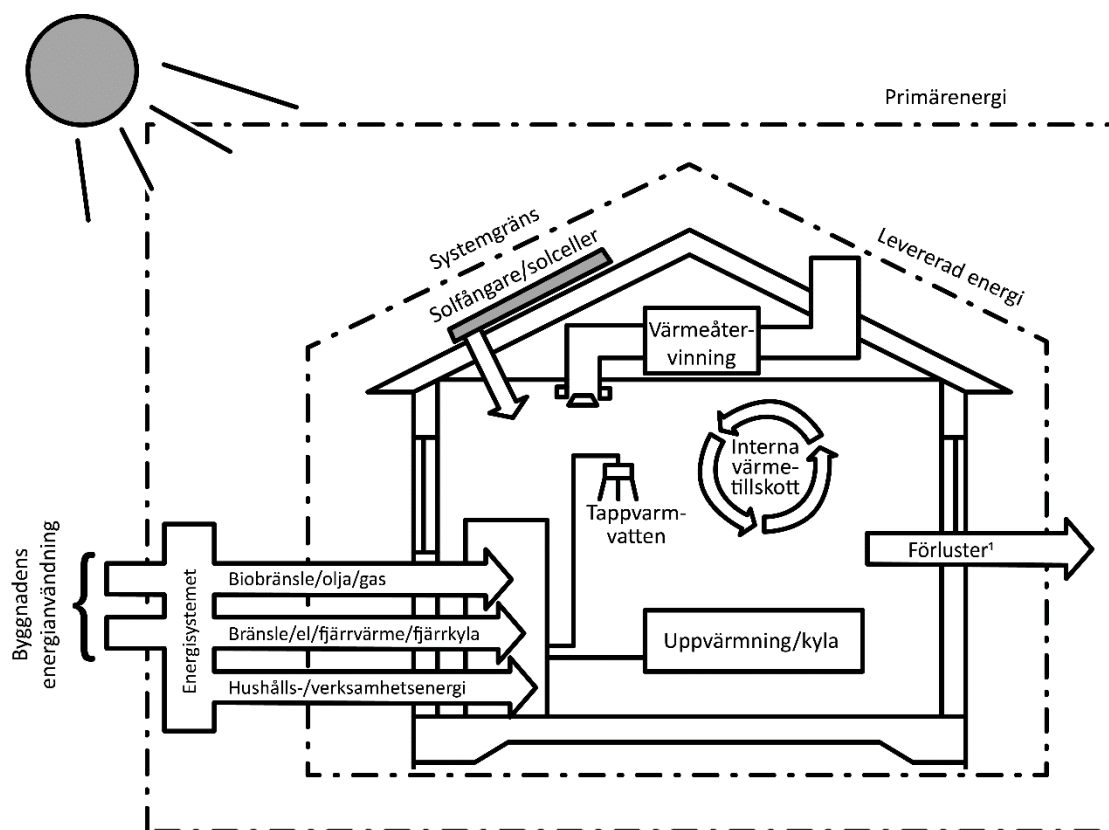 Primärenergi
Systemgräns
Solfångare/solceller
Levererad energi
Värmeåter-
vinning
Interna
värme-
tillskott
Tappvarm-
vatten
Förluster¹
Byggnadens
energianvändning
Energisystemet
Biobränsle/olja/gas
Bränsle/el/fjärrvärme/fjärrkyla
Hushålls-/verksamhetsenergi
Uppvärmning/kyla